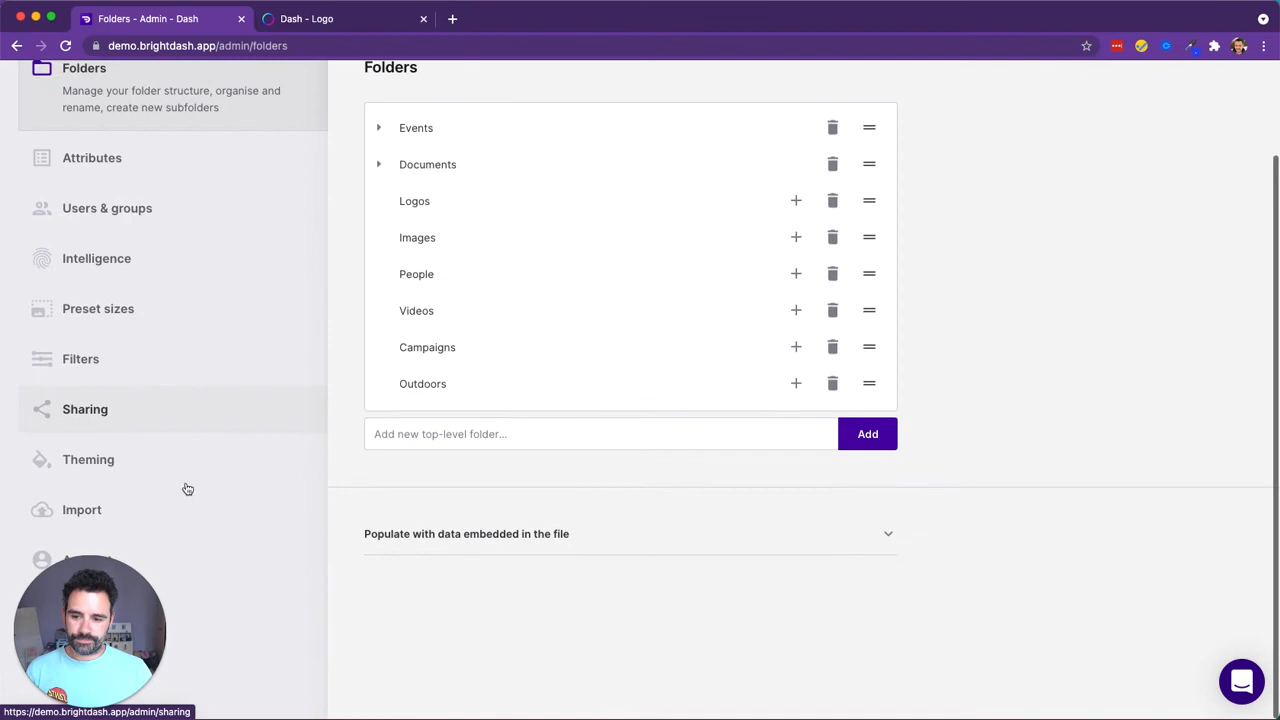 Folders - Admin - Dash
Dash - Logo
demo.brightdash.app/admin/folders
Folders
Manage your folder structure, organise and
rename, create new subfolders
Attributes
Users & groups
Intelligence
Preset sizes
Filters
Sharing
Theming
Import
Folders
Events
Documents
Logos
Images
People
Videos
Campaigns
Outdoors
Add new top-level folder...
Add
Populate with data embedded in the file
https://demo.brightdash.app/admin/sharing